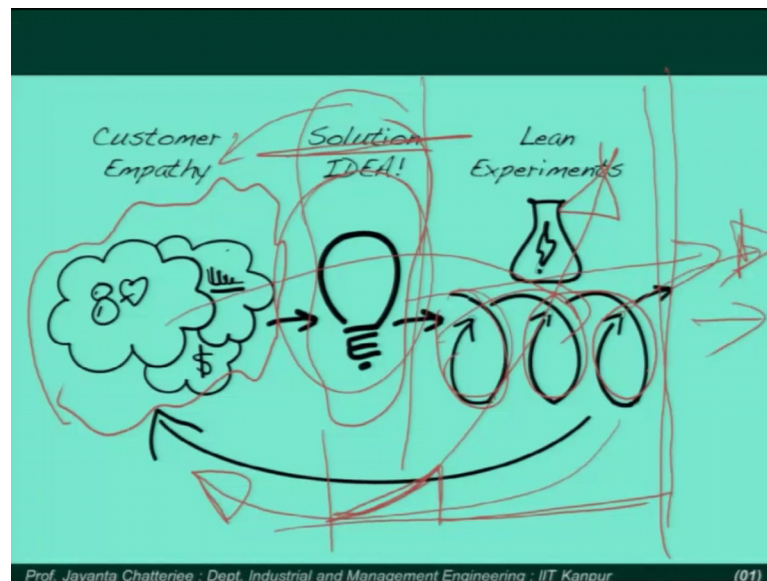 Customer
Empathy
Solution
IDEA!
Lean
Experiments
$
Prof. Jayanta Chatterjee : Dept. Industrial and Management Engineering : IIT Kanpur
(01)